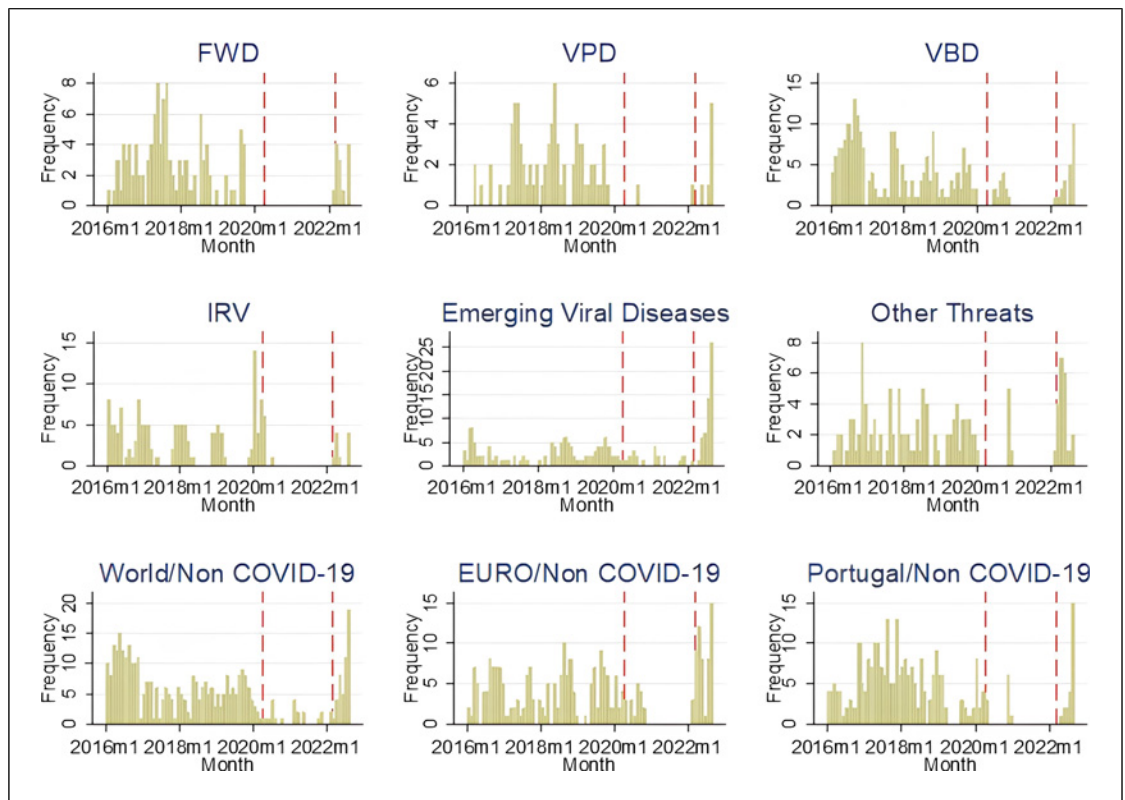 FWD
VPD
VBD
Frequency
0 2 4 6 8
2016m1 2018m1 2020m1 2022m1
Month
Frequency
0 2 4 6
2016m1 2018m1 2020m1 2022m1
Month
Frequency
0 5 10 15
2016m1 2018m1 2020m1 2022m1
Month
IRV
Emerging Viral Diseases
Other Threats
Frequency
0 5 10 15
2016m1 2018m1 2020m1 2022m1
Month
Frequency
0 5 10 15 20 25
2016m1 2018m1 2020m1 2022m1
Month
Frequency
0 2 4 6 8
2016m1 2018m1 2020m1 2022m1
Month
World/Non COVID-19
EURO/Non COVID-19
Portugal/Non COVID-19
Frequency
0 5 10 15 20
2016m1 2018m1 2020m1 2022m1
Month
Frequency
0 5 10 15
2016m1 2018m1 2020m1 2022m1
Month
Frequency
0 5 10 15
2016m1 2018m1 2020m1 2022m1
Month